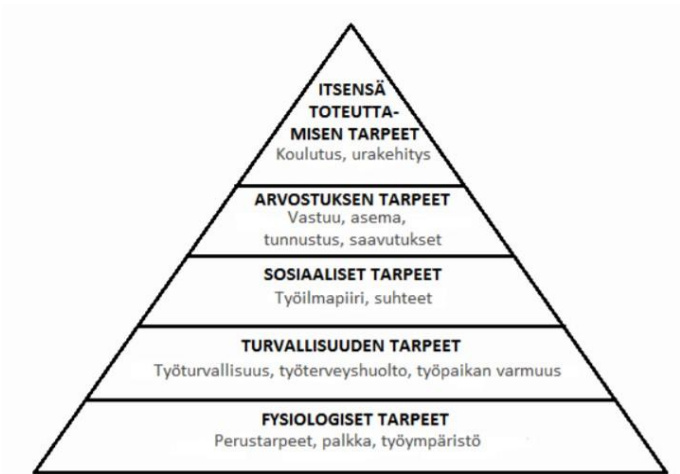 ITSENSÄ
TOTEUTTA-
MISEN TARPEET
Koulutus, urakehitys
ARVOSTUKSEN TARPEET
Vastuu, asema,
tunnustus, saavutukset
SOSIAALISET TARPEET
Työilmapiiri, suhteet
TURVALLISUUDEN TARPEET
Työturvallisuus, työterveyshuolto, työpaikan varmuus
FYSIOLOGISET TARPEET
Perustarpeet, palkka, työympäristö